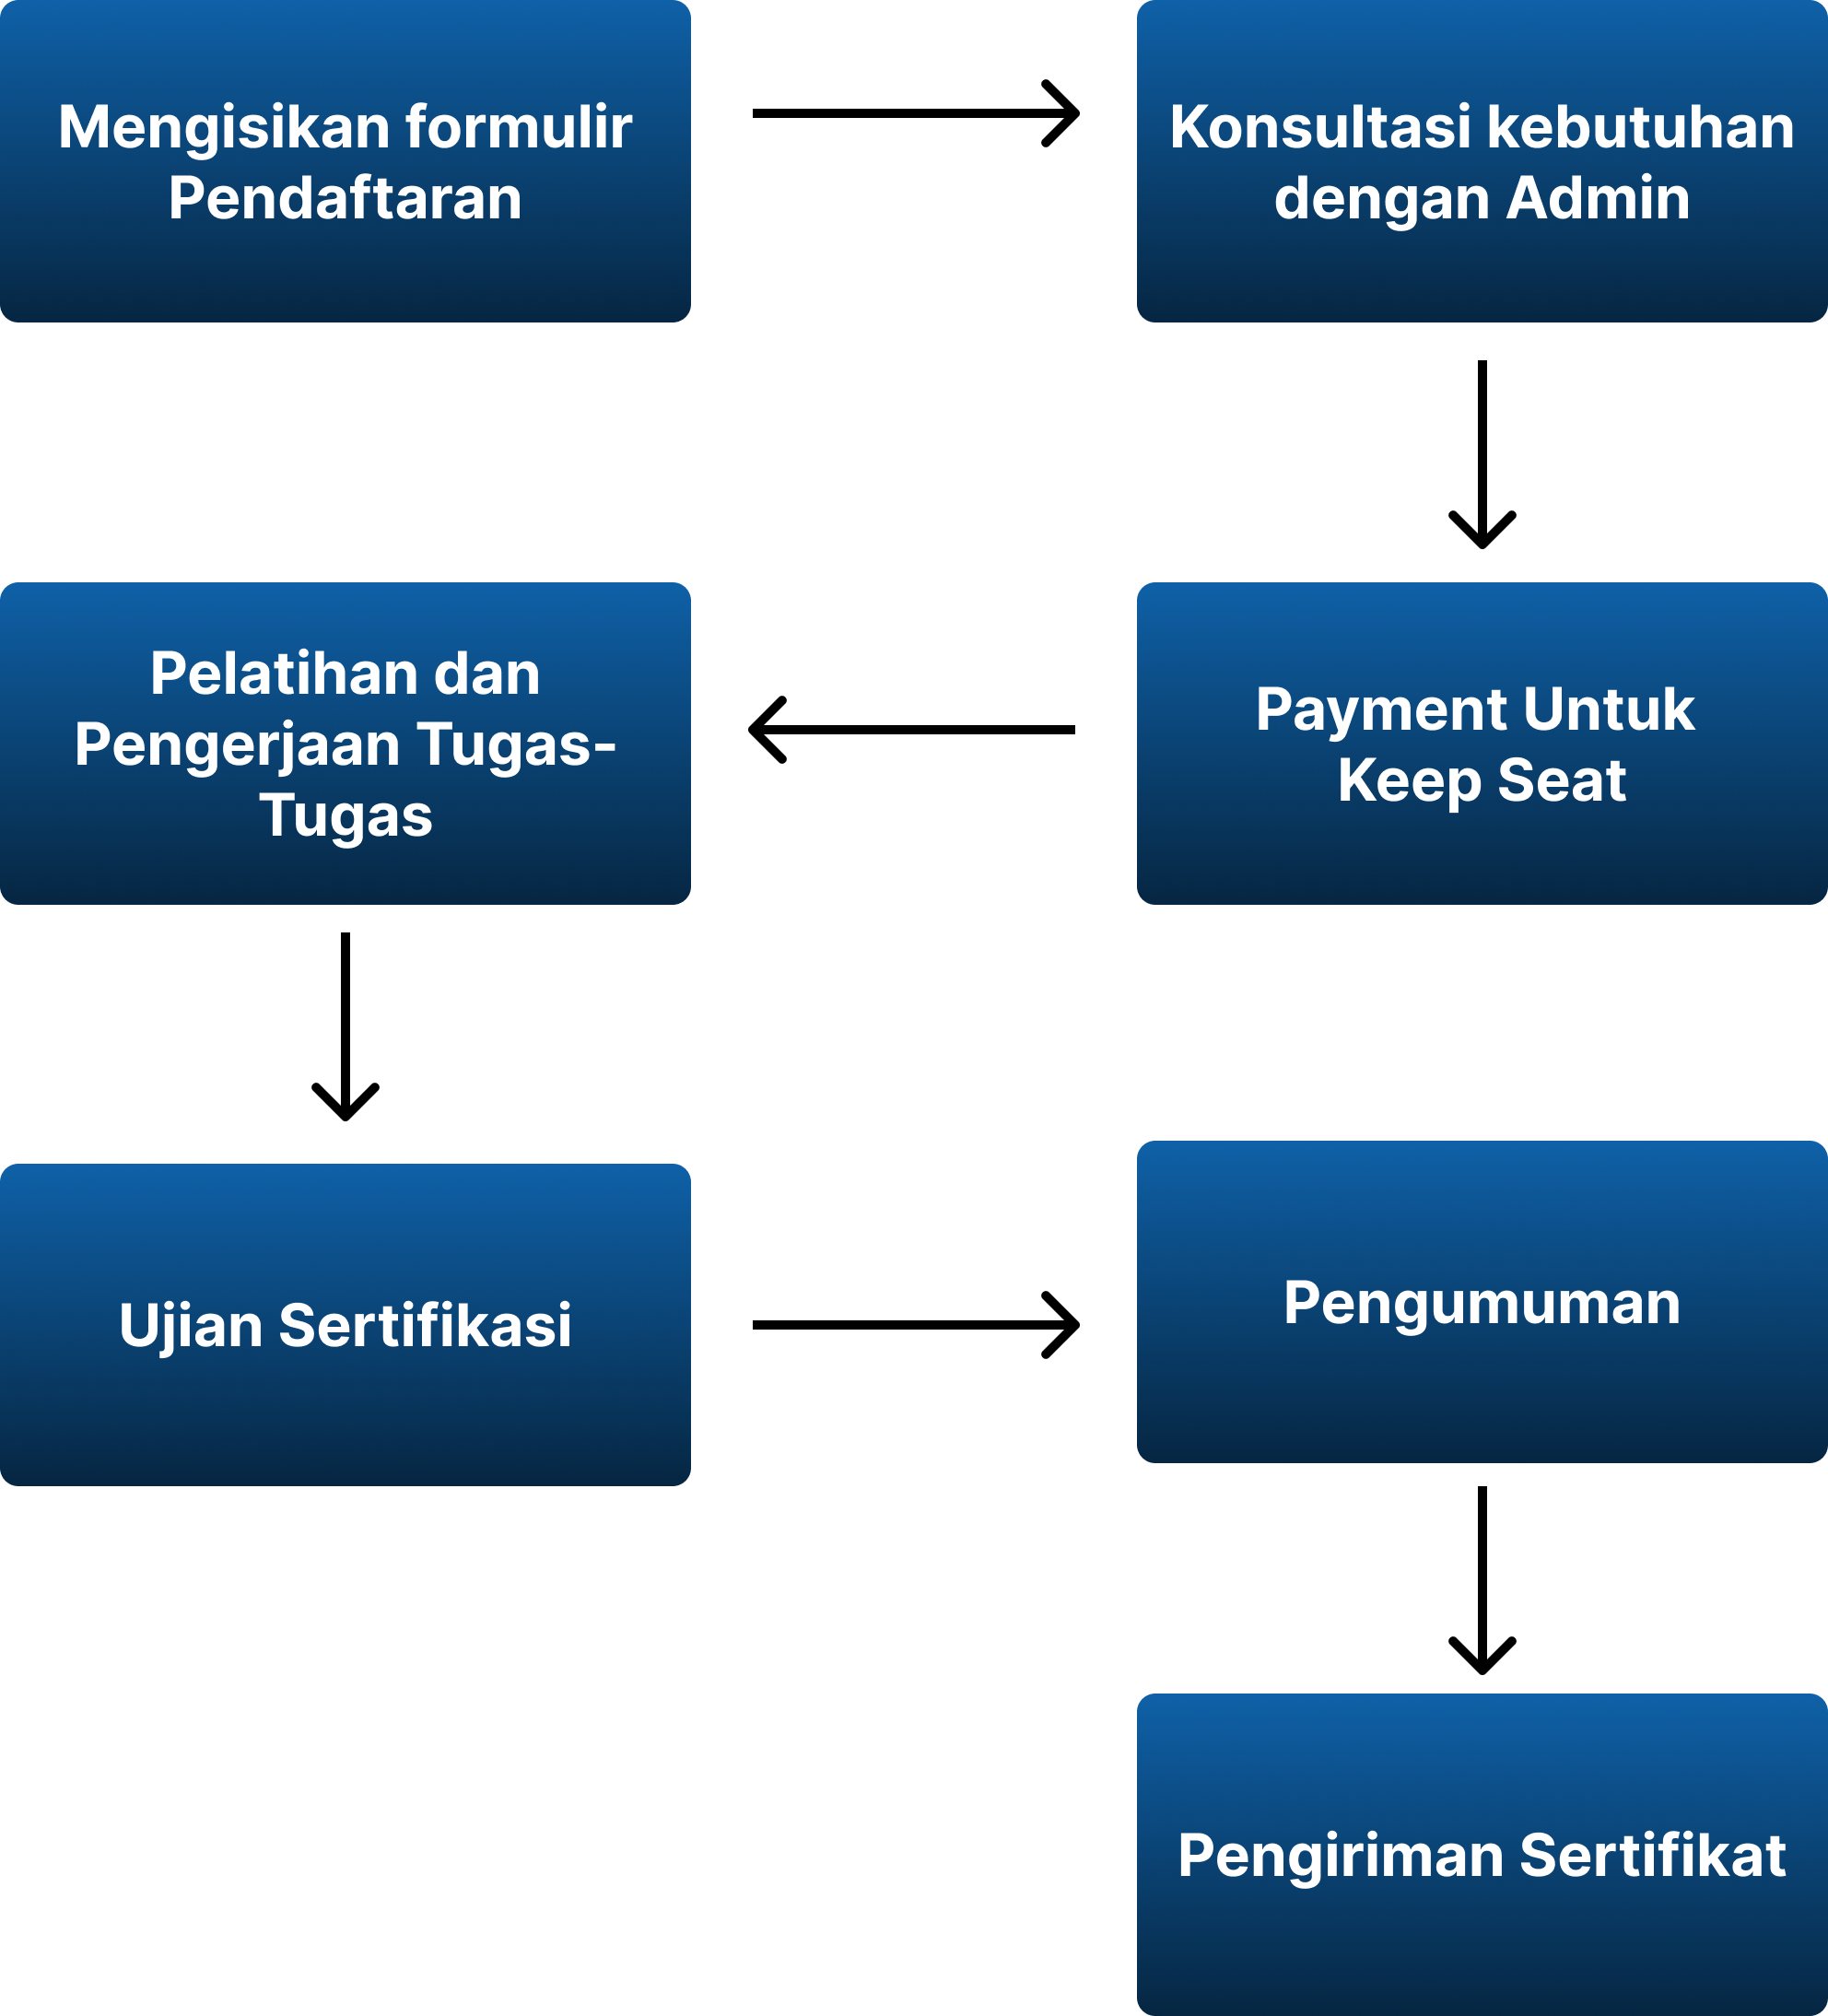 Mengisikan formulir
Pendaftaran
Konsultasi kebutuhan
dengan Admin
Payment Untuk
Keep Seat
Pelatihan dan
Pengerjaan Tugas-
Tugas
Ujian Sertifikasi
Pengumuman
Pengiriman Sertifikat